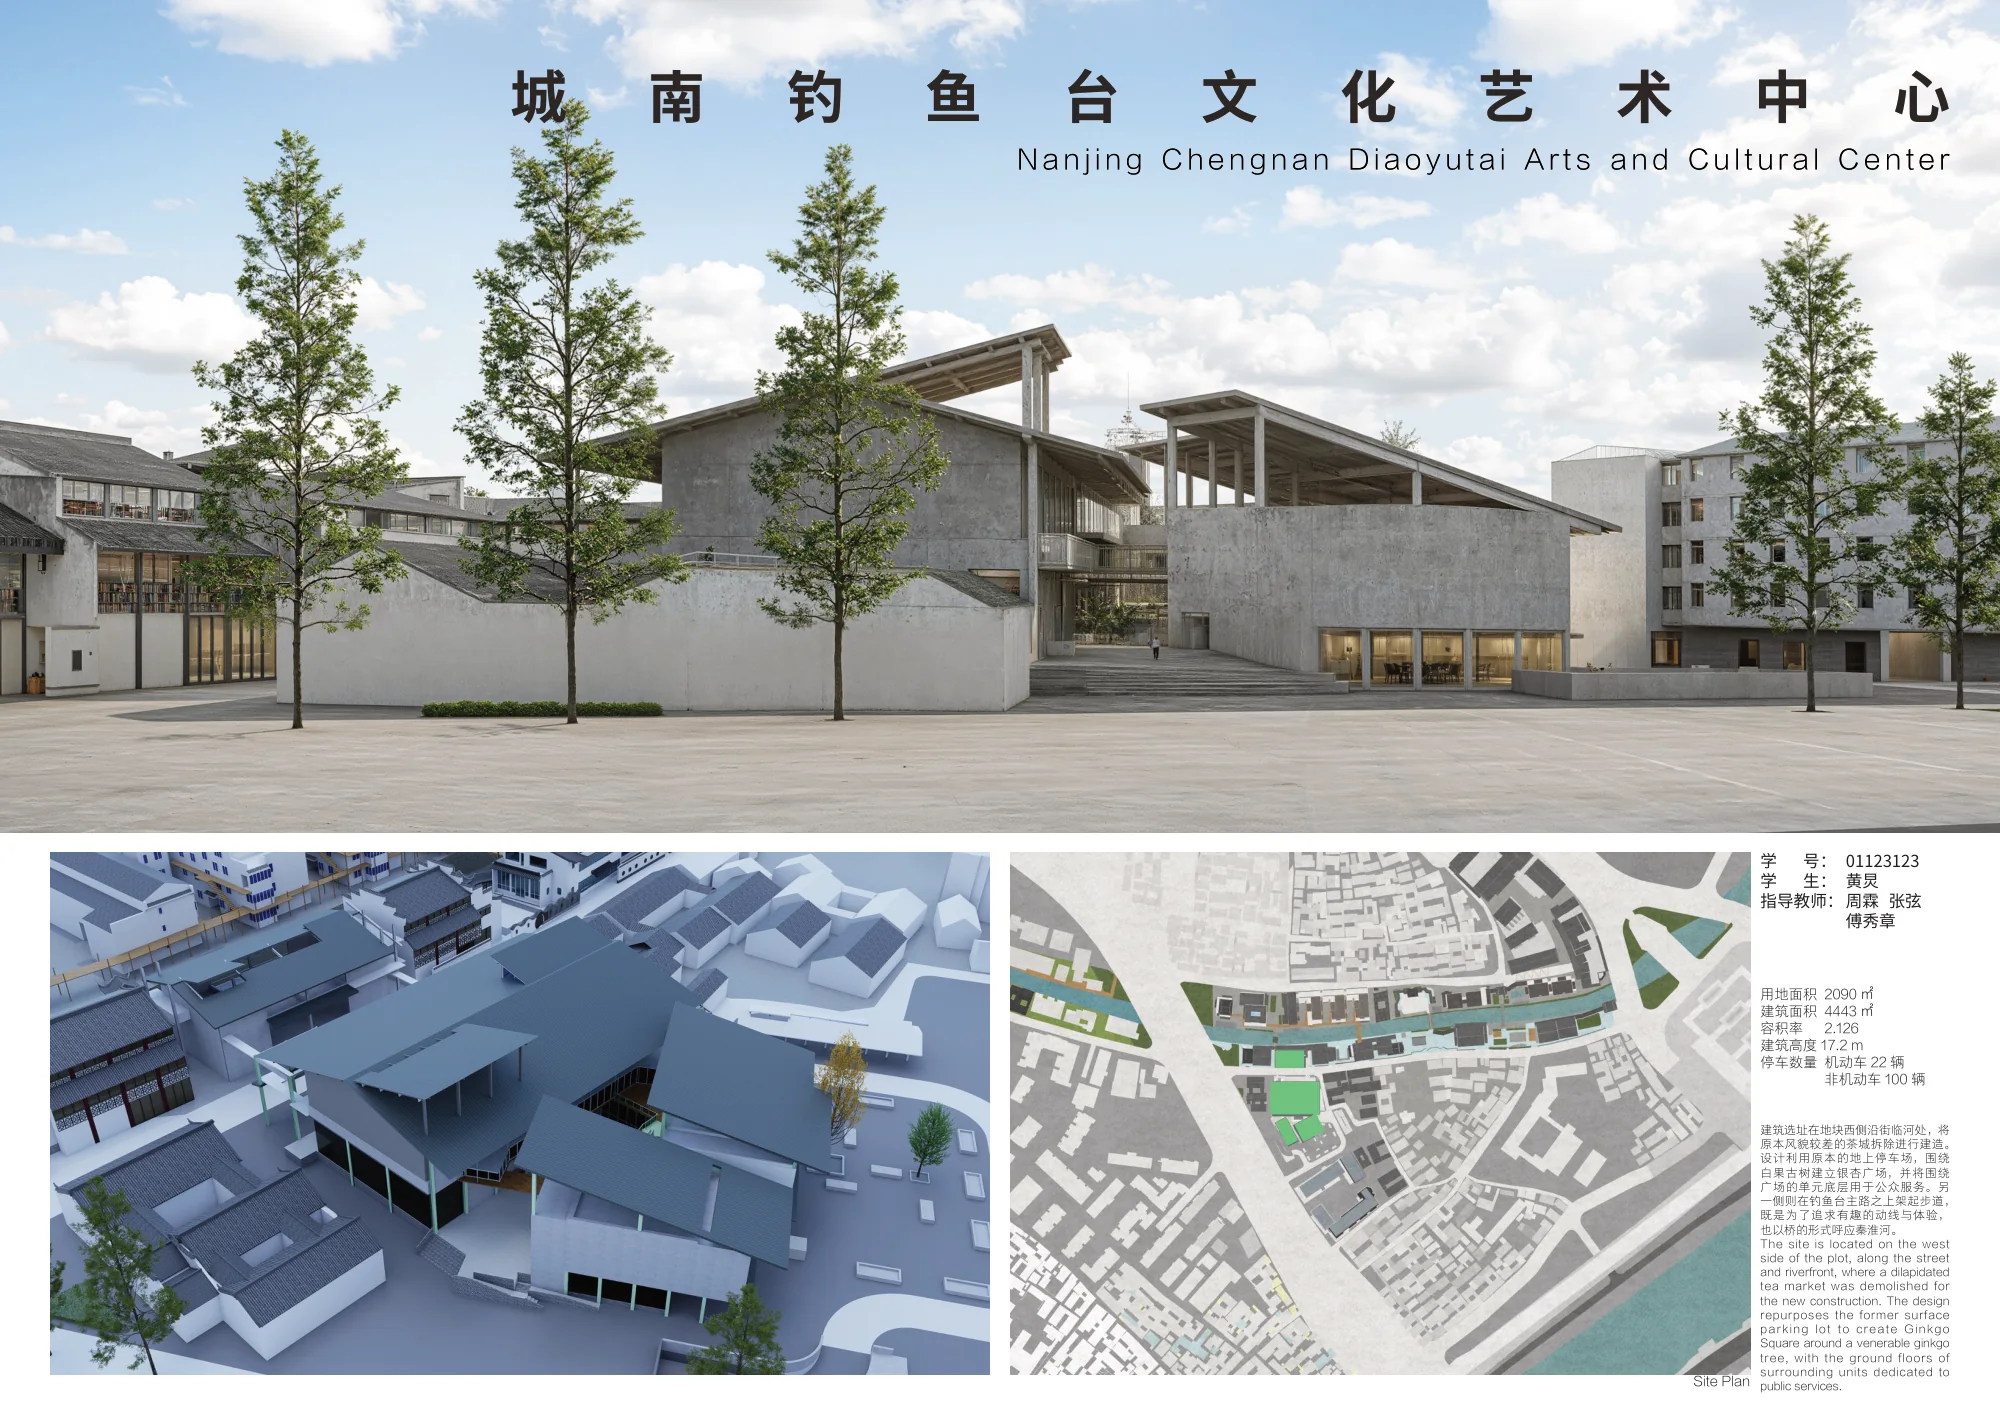 城南钓鱼台文化艺术中心
Nanjing Chengnan Diaoyutai Arts and Cultural Center
学 号： 01123123
学 生： 黄炅
指导教师： 周霖 张弦
傅秀章
用地面积 2090 ㎡
建筑面积 4443 ㎡
容积率 2.126
建筑高度 17.2 m
停车数量 机动车 22 辆
非机动车 100 辆
建筑选址在地块西侧沿街临河处，将
原本风貌较差的茶城拆除进行建造。
设计利用原本的地上停车场，围绕
白果古树建立银杏广场，并将围绕
广场的单元底层用于公众服务。另
一侧则在钓鱼台主路之上架起步道，
既是为了追求有趣的动线与体验，
也以桥的形式呼应秦淮河。
The site is located on the west
side of the plot, along the street
and riverfront, where a dilapidated
tea market was demolished for
the new construction. The design
repurposes the former surface
parking lot to create Ginkgo
Square around a venerable ginkgo
tree, with the ground floors of
surrounding units dedicated to
public services.
Site Plan